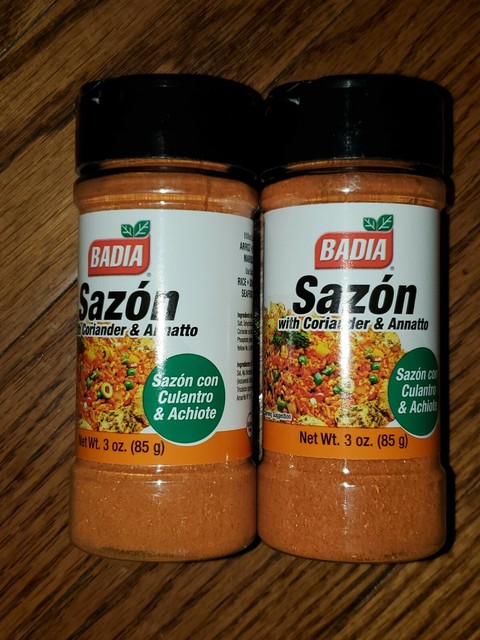 BADIA
Sazón
Coriander & Annatto
Sazón con
Culantro
& Achiote
Net Wt. 3 oz. (85 g)
BADIA
Sazón
with Coriander & Annatto
Sazón con
Culantro
& Achiote
Net Wt. 3 oz. (85 g)